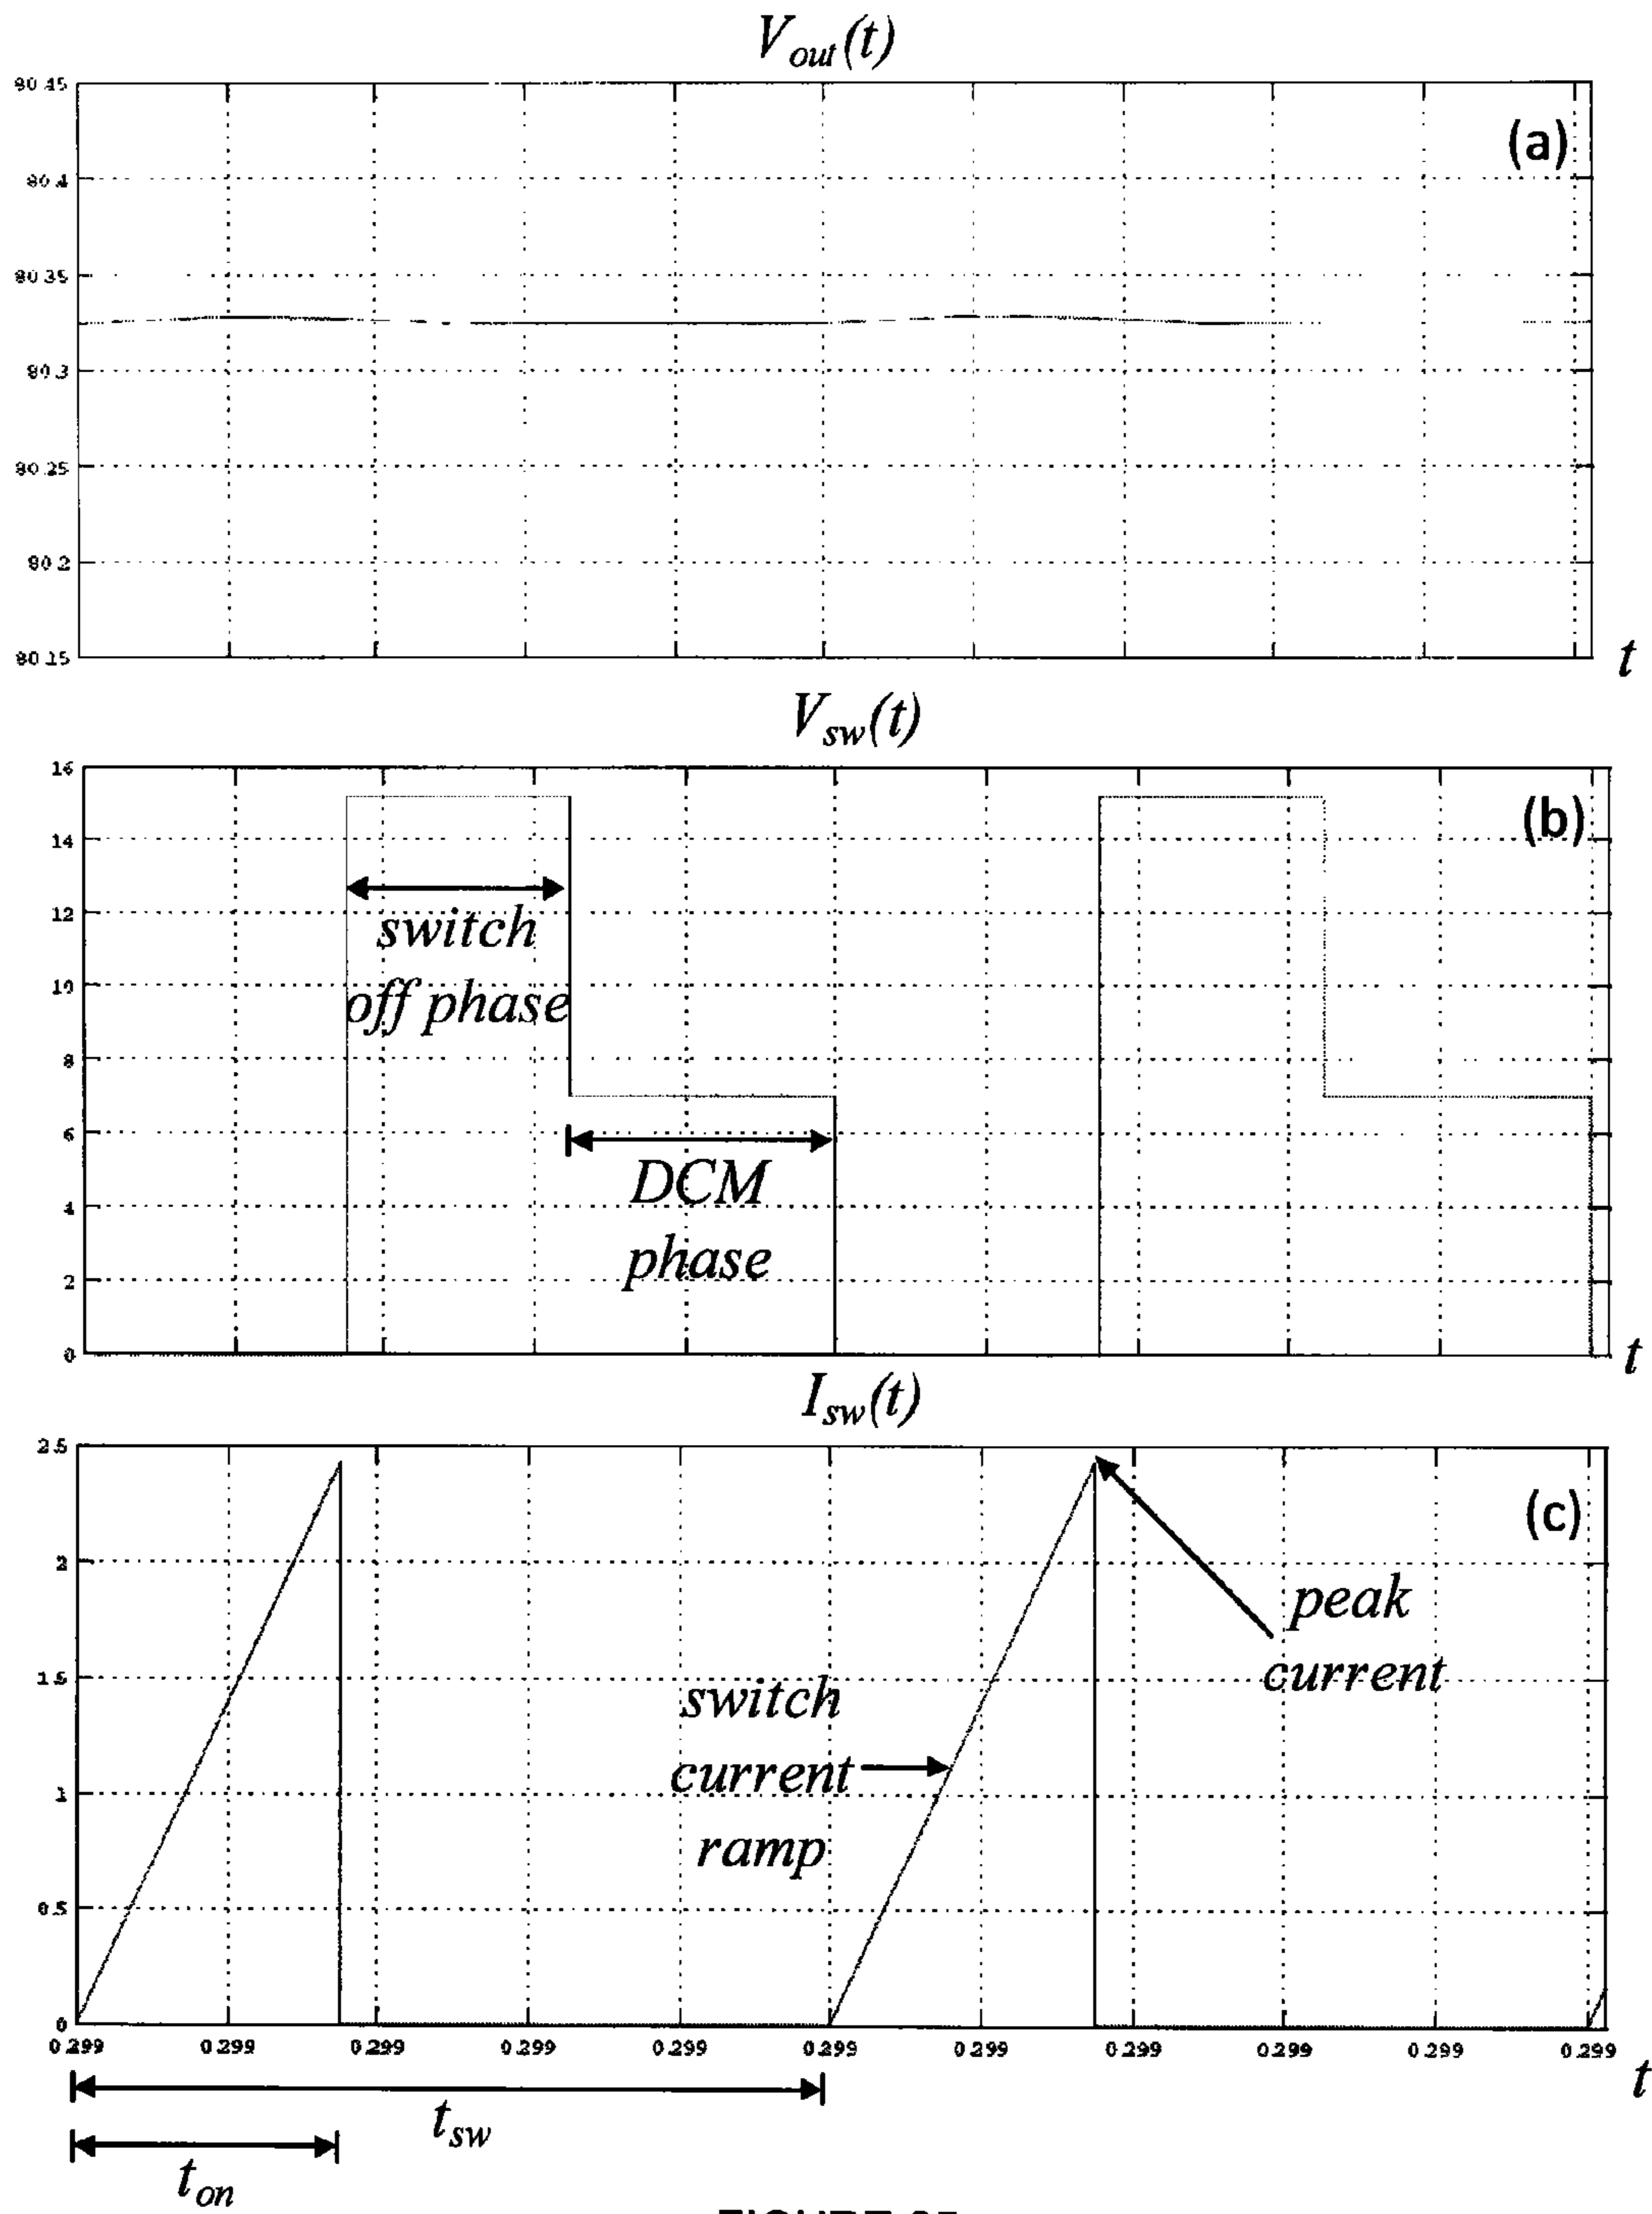 V_out(t)
80.45
(a)
80.4
80.35
80.3
80.25
80.2
80.15
t
V_sw(t)
16
(b)
14
12
switch
10
off phase
8
6
DCM
4
phase
2
0
t
I_sw(t)
2.5
(c)
2
peak
1.5
current
switch
1
current
ramp
0.5
0
0.299 0.299 0.299 0.299 0.299 0.299 0.299 0.299 0.299 0.299 0.299
t
t_sw
t_on